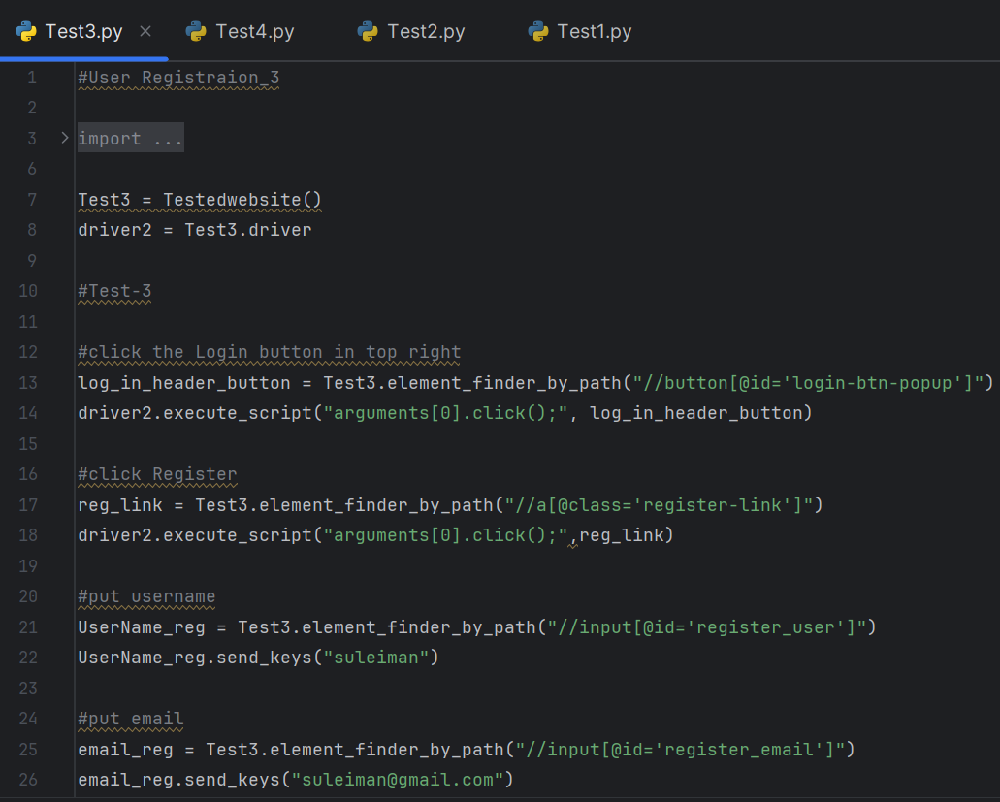 Test3.py Test4.py Test2.py Test1.py
1 #User Registraion_3
2
3 import ...
6
7 Test3 = Testedwebsite()
8 driver2 = Test3.driver
9
10 #Test-3
11
12 #click the Login button in top right
13 log_in_header_button = Test3.element_finder_by_path("//button[@id='login-btn-popup']")
14 driver2.execute_script("arguments[0].click();", log_in_header_button)
15
16 #click Register
17 reg_link = Test3.element_finder_by_path("//a[@class='register-link']")
18 driver2.execute_script("arguments[0].click();",reg_link)
19
20 #put username
21 UserName_reg = Test3.element_finder_by_path("//input[@id='register_user']")
22 UserName_reg.send_keys("suleiman")
23
24 #put email
25 email_reg = Test3.element_finder_by_path("//input[@id='register_email']")
26 email_reg.send_keys("suleiman@gmail.com")